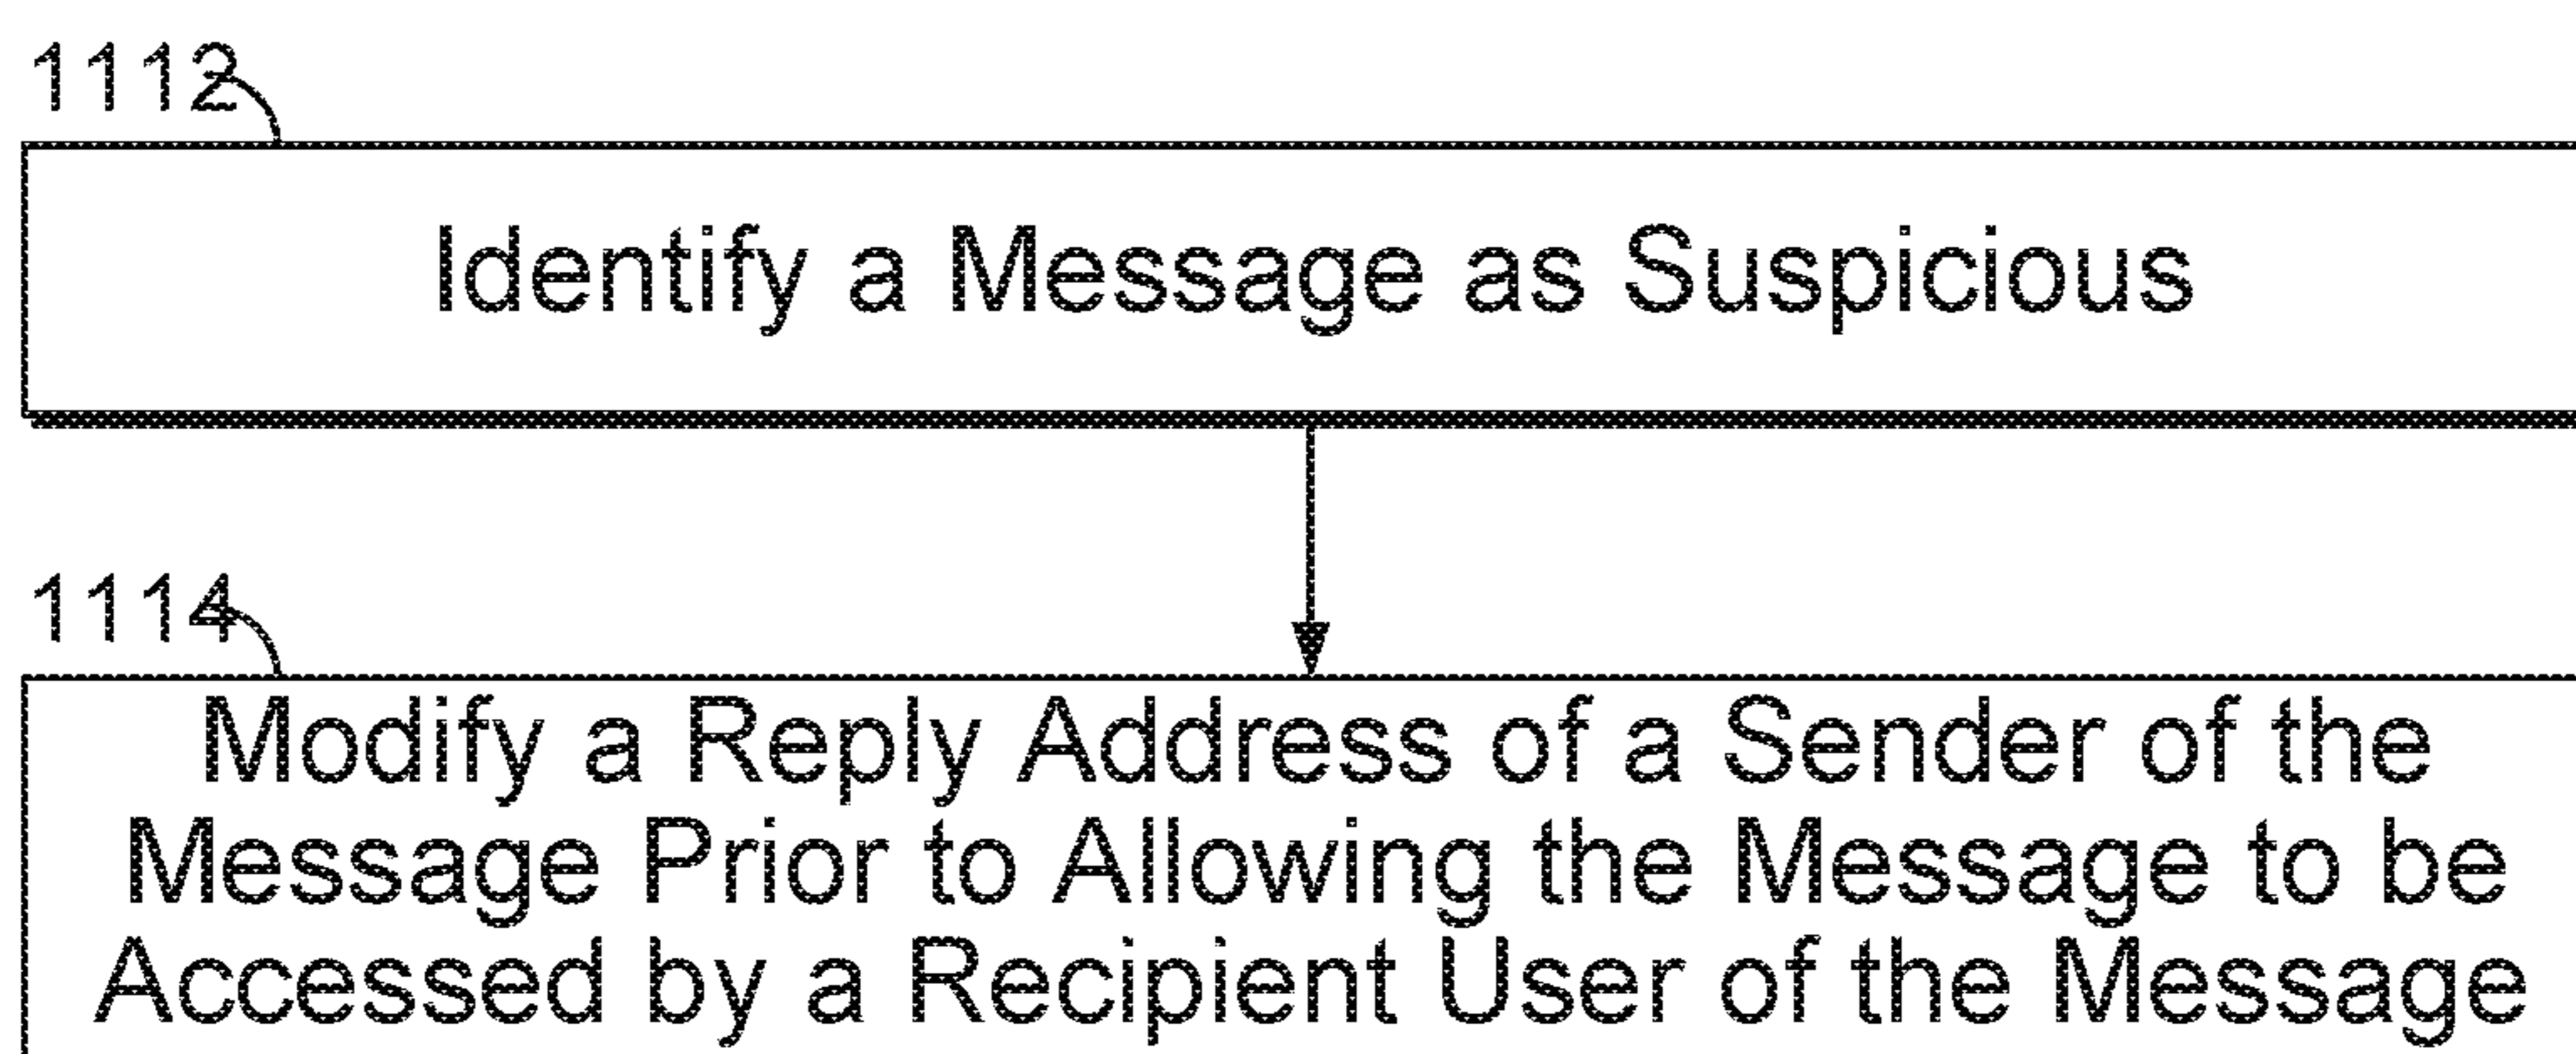 1112
Identify a Message as Suspicious
1114
Modify a Reply Address of a Sender of the
Message Prior to Allowing the Message to be
Accessed by a Recipient User of the Message